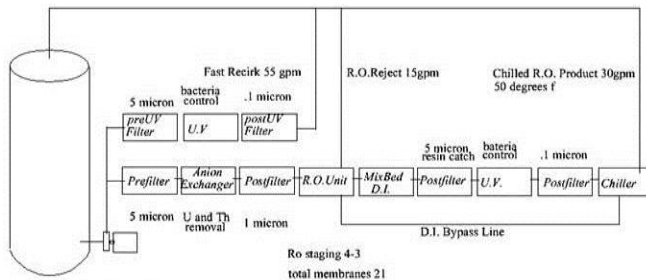 Fast Recirk 55 gpm
R.O.Reject 15gpm
Chilled R.O. Product 30gpm
50 degrees f
5 micron
bacteria
control
.1 micron
preUV
Filter
U.V
postUV
Filter
5 micron
resin catch
bateria
control
.1 micron
Prefilter
Anion
Exchanger
Postfilter
R.O.Unit
MixBed
D.I.
Postfilter
U.V.
Postfilter
Chiller
5 micron
U and Th
removal
1 micron
D.I. Bypass Line
Ro staging 4-3
total membranes 21